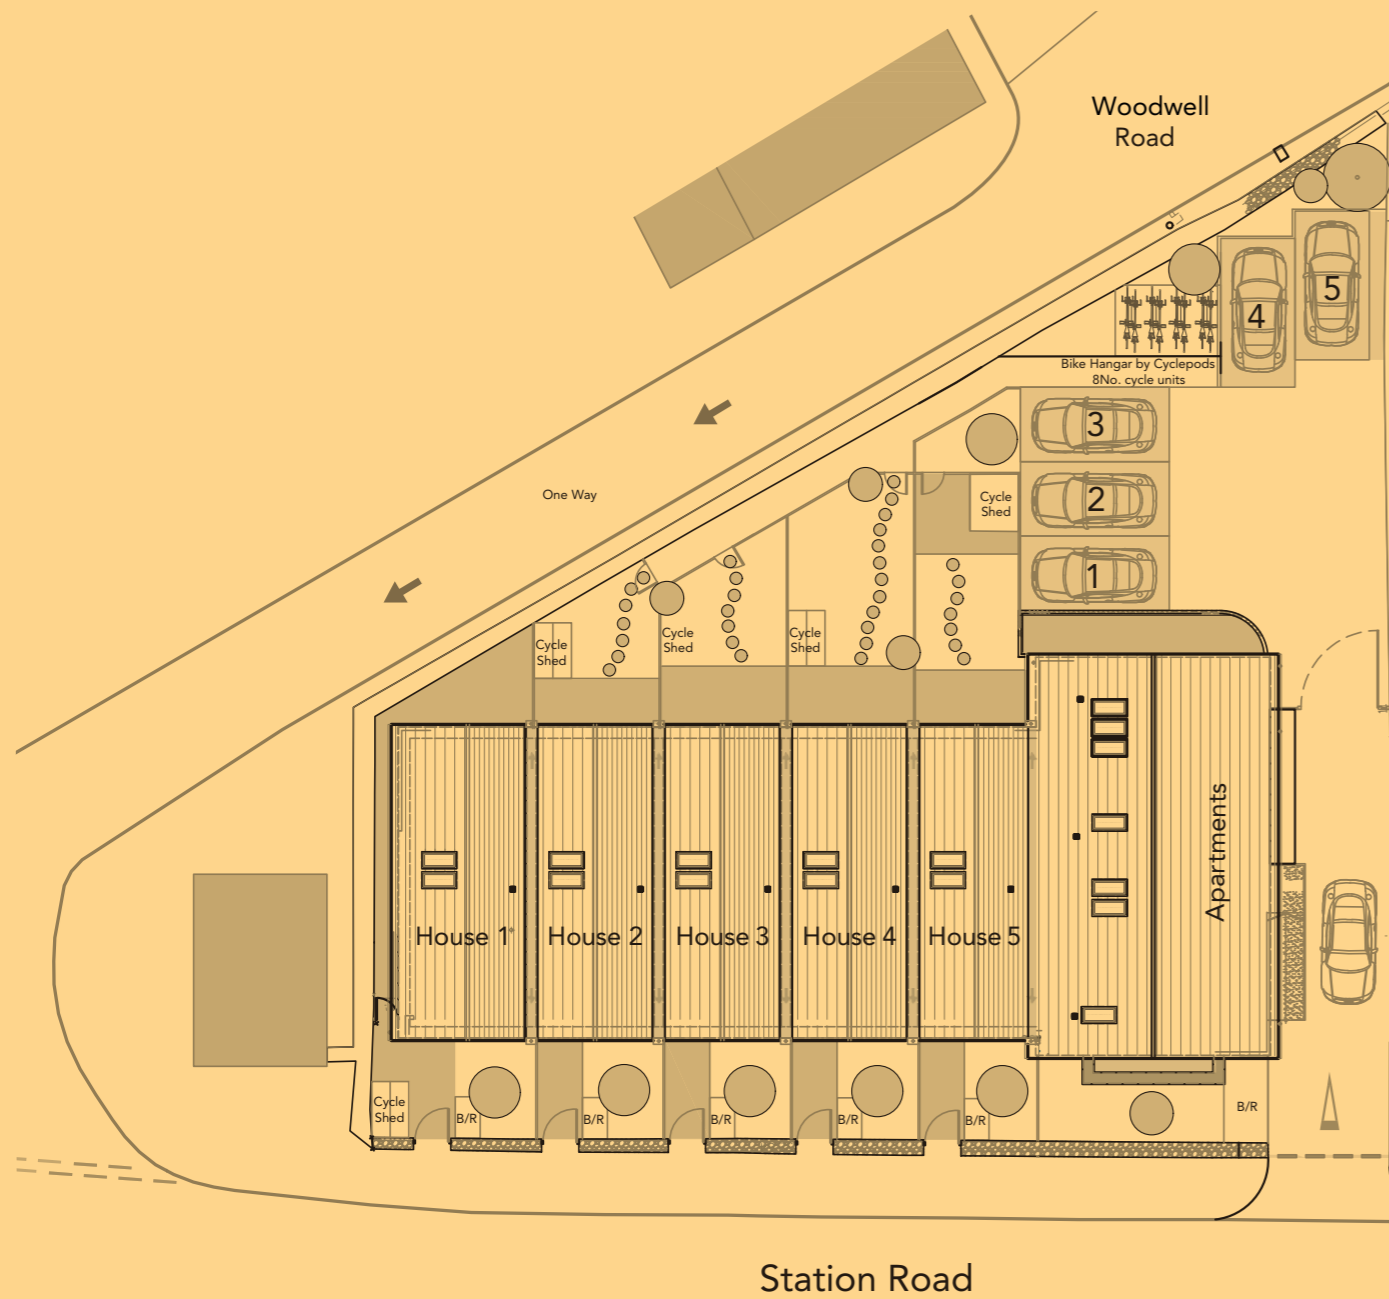 Woodwell
Road
5
4
Bike Hangar by Cyclepods
8No. cycle units
3
One Way
Cycle
Shed
2
1
Cycle
Shed
Cycle
Shed
Cycle
Shed
Apartments
House 1
House 2
House 3
House 4
House 5
Cycle
Shed
B/R
B/R
B/R
B/R
B/R
B/R
Station Road